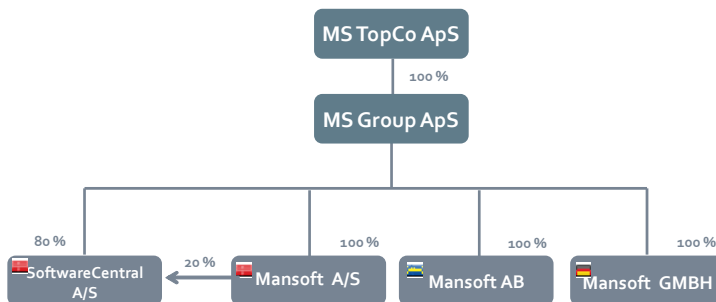 MS TopCo ApS
100 %
MS Group ApS
80 %
100 %
100 %
100 %
20 %
SoftwareCentral
A/S
Mansoft A/S
Mansoft AB
Mansoft GMBH